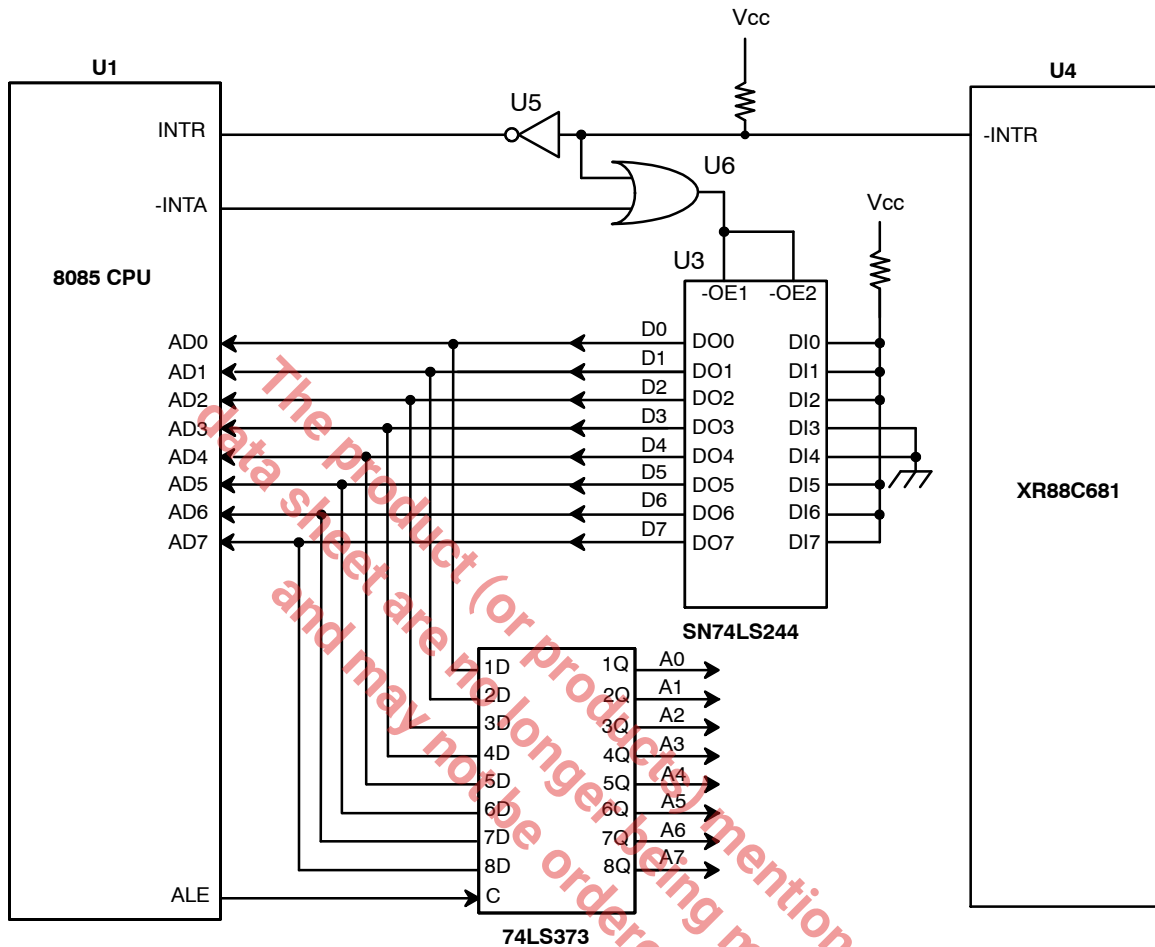 Vcc
U1
U4
U5
INTR
-INTR
U6
-INTA
Vcc
8085 CPU
U3
-OE1 -OE2
AD0 D0 DO0 DI0
AD1 D1 DO1 DI1
AD2 D2 DO2 DI2
AD3 D3 DO3 DI3
AD4 D4 DO4 DI4
AD5 D5 DO5 DI5
AD6 D6 DO6 DI6
AD7 D7 DO7 DI7
XR88C681
SN74LS244
1D 1Q A0
2D 2Q A1
3D 3Q A2
4D 4Q A3
5D 5Q A4
6D 6Q A5
7D 7Q A6
8D 8Q A7
ALE C
74LS373
The product (or products) mention
data sheet are no longer being m
and may not be ordere